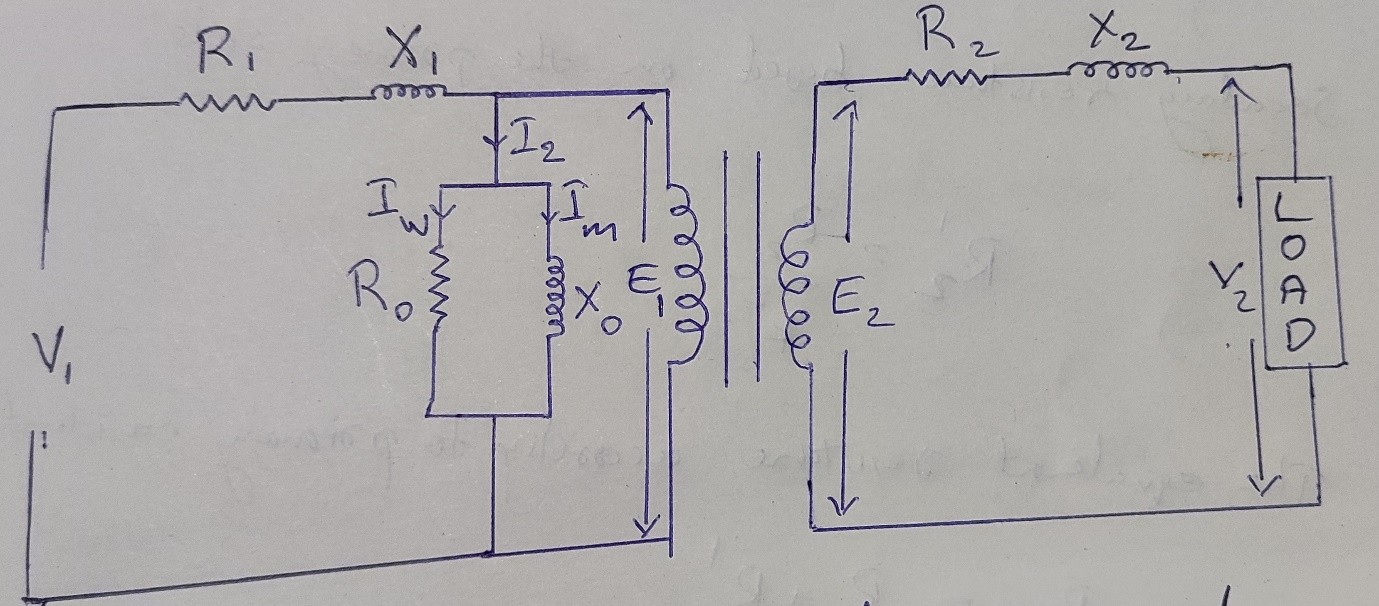 R1 X1
R2 X2
I2
Iw Im
R0 X0
E1 E2
V1
V2
LOAD